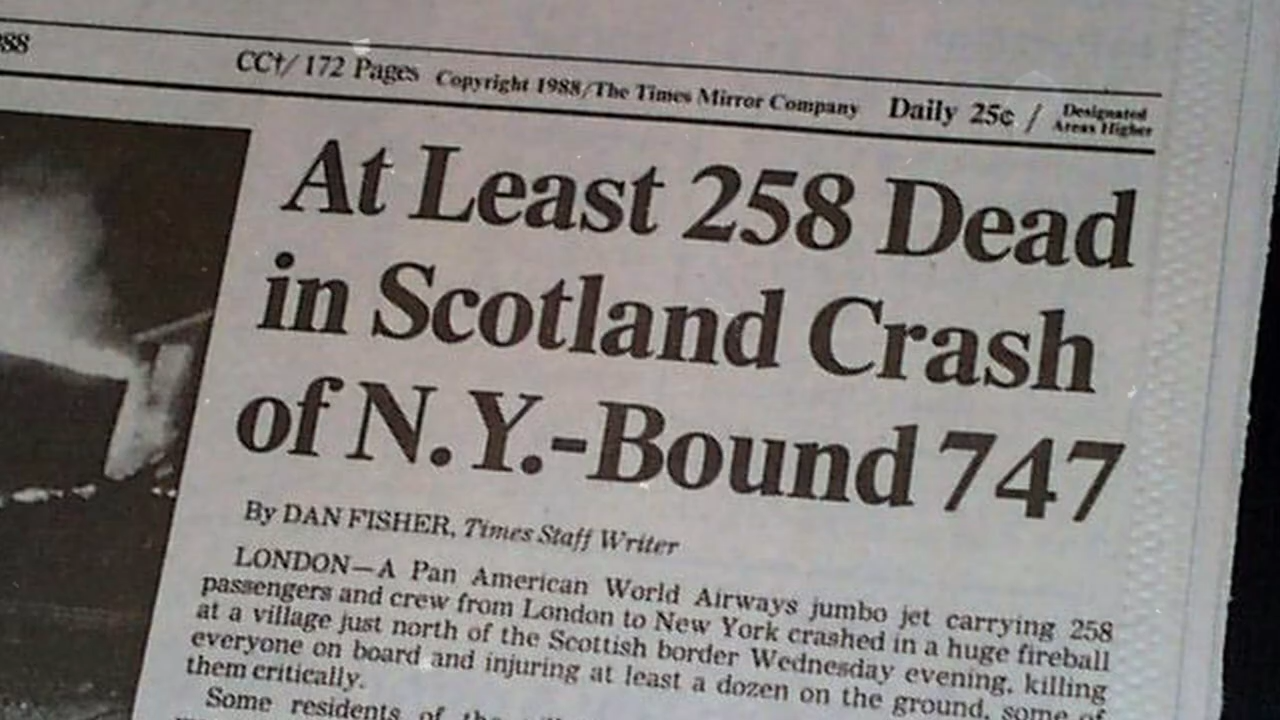 88
CC†/ 172 Pages Copyright 1988/The Times Mirror Company Daily 25¢ / Designated Areas Higher
At Least 258 Dead
in Scotland Crash
of N.Y.-Bound 747
By DAN FISHER, Times Staff Writer
LONDON—A Pan American World Airways jumbo jet carrying 258
passengers and crew from London to New York crashed in a huge fireball
at a village just north of the Scottish border Wednesday evening, killing
everyone on board and injuring at least a dozen on the ground, some of
them critically.
Some residents of the